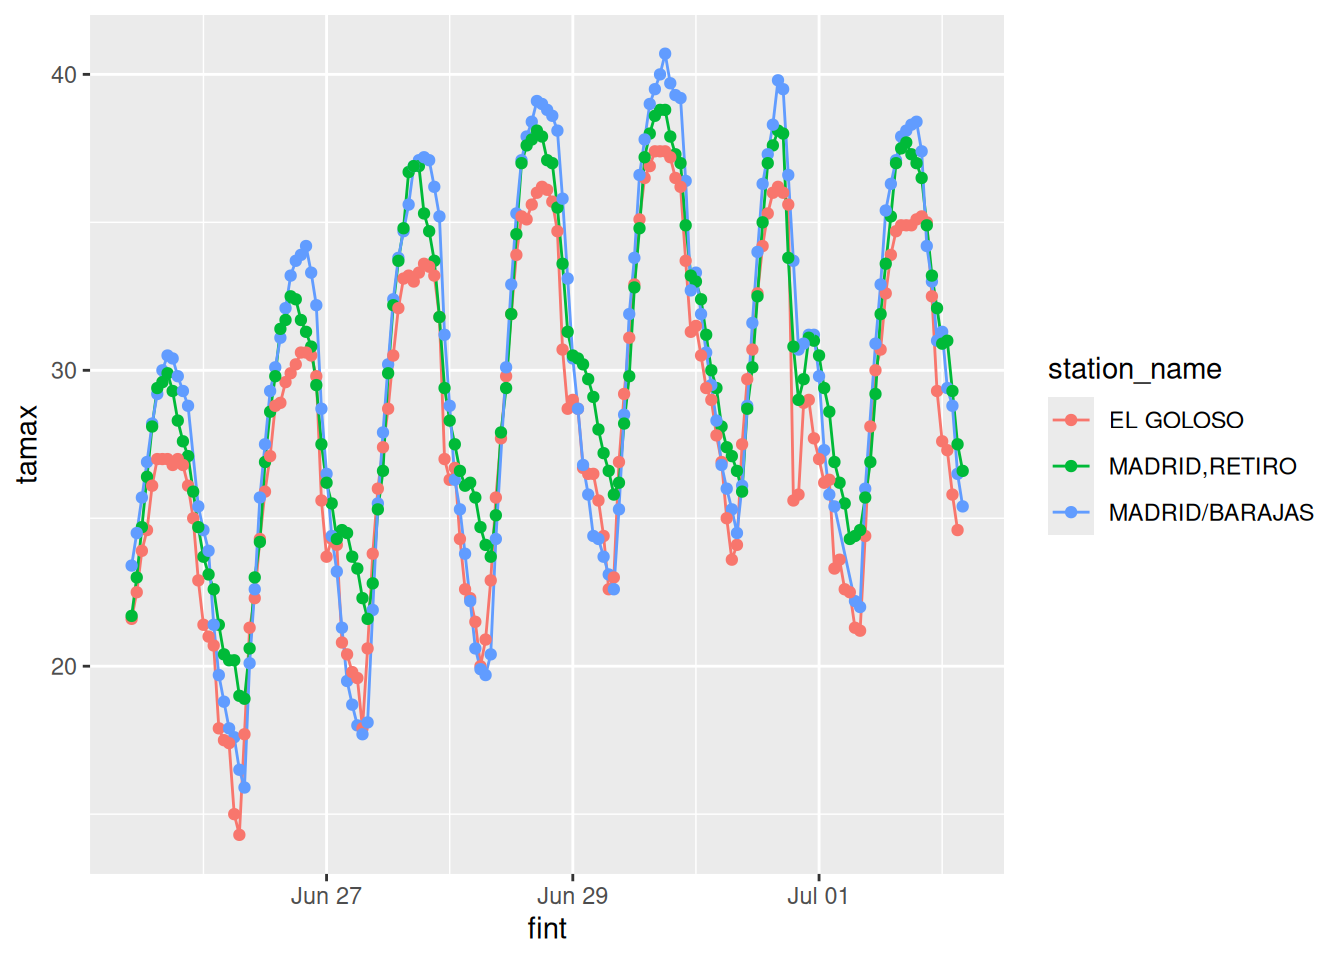 40
30
20
tamax
Jun 27
Jun 29
Jul 01
fint
station_name
EL GOLOSO
MADRID,RETIRO
MADRID/BARAJAS